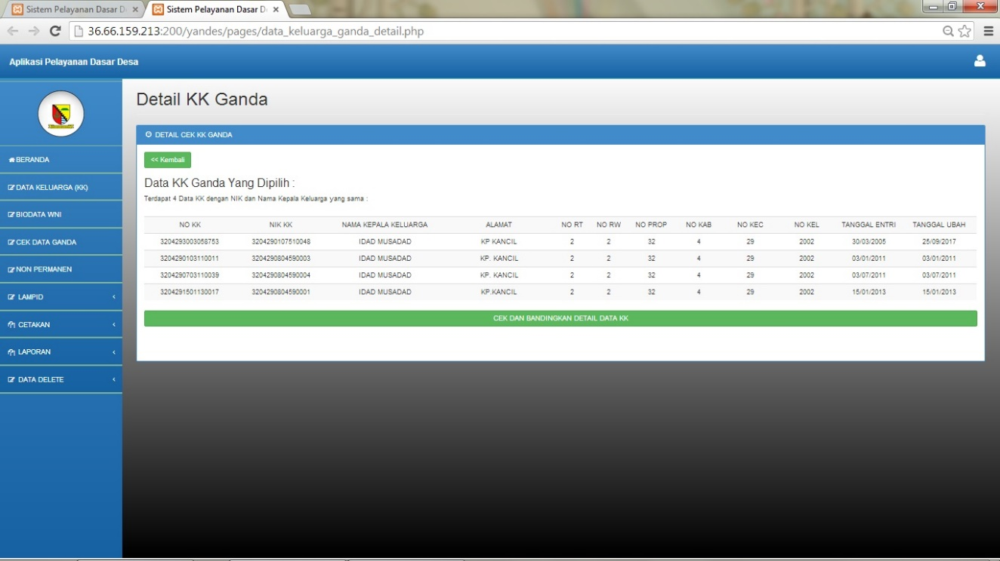 Sistem Pelayanan Dasar D
Sistem Pelayanan Dasar D
36.66.159.213:200/yandes/pages/data_keluarga_ganda_detail.php
Aplikasi Pelayanan Dasar Desa
Detail KK Ganda
DETAIL CEK KK GANDA
BERANDA
<< Kembali
Data KK Ganda Yang Dipilih :
DATA KELUARGA (KK)
Terdapat 4 Data KK dengan NIK dan Nama Kepala Keluarga yang sama :
BIODATA WNI
NO KK NIK KK NAMA KEPALA KELUARGA ALAMAT NO RT NO RW NO PROP NO KAB NO KEC NO KEL TANGGAL ENTRI TANGGAL UBAH
3204293003058753 3204290107510048 IDAD MUSADAD KP KANCIL 2 2 32 4 29 2002 30/03/2005 25/09/2017
CEK DATA GANDA
3204290103110011 3204290804590003 IDAD MUSADAD KP. KANCIL 2 2 32 4 29 2002 03/01/2011 03/01/2011
NON PERMANEN
3204290703110039 3204290804590004 IDAD MUSADAD KP. KANCIL 2 2 32 4 29 2002 03/07/2011 03/07/2011
3204291501130017 3204290804590001 IDAD MUSADAD KP.KANCIL 2 2 32 4 29 2002 15/01/2013 15/01/2013
LAMPID
CEK DAN BANDINGKAN DETAIL DATA KK
CETAKAN
LAPORAN
DATA DELETE